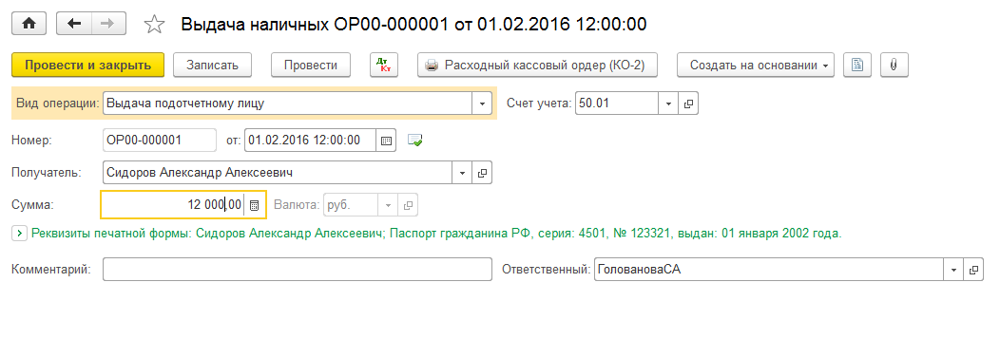 Выдача наличных ОР00-000001 от 01.02.2016 12:00:00
Провести и закрыть Записать Провести Дт Кт Расходный кассовый ордер (КО-2) Создать на основании
Вид операции: Выдача подотчетному лицу Счет учета: 50.01
Номер: ОР00-000001 от: 01.02.2016 12:00:00
Получатель: Сидоров Александр Алексеевич
Сумма: 12 000,00 Валюта: руб.
Реквизиты печатной формы: Сидоров Александр Алексеевич; Паспорт гражданина РФ, серия: 4501, № 123321, выдан: 01 января 2002 года.
Комментарий: Ответственный: ГоловановаСА